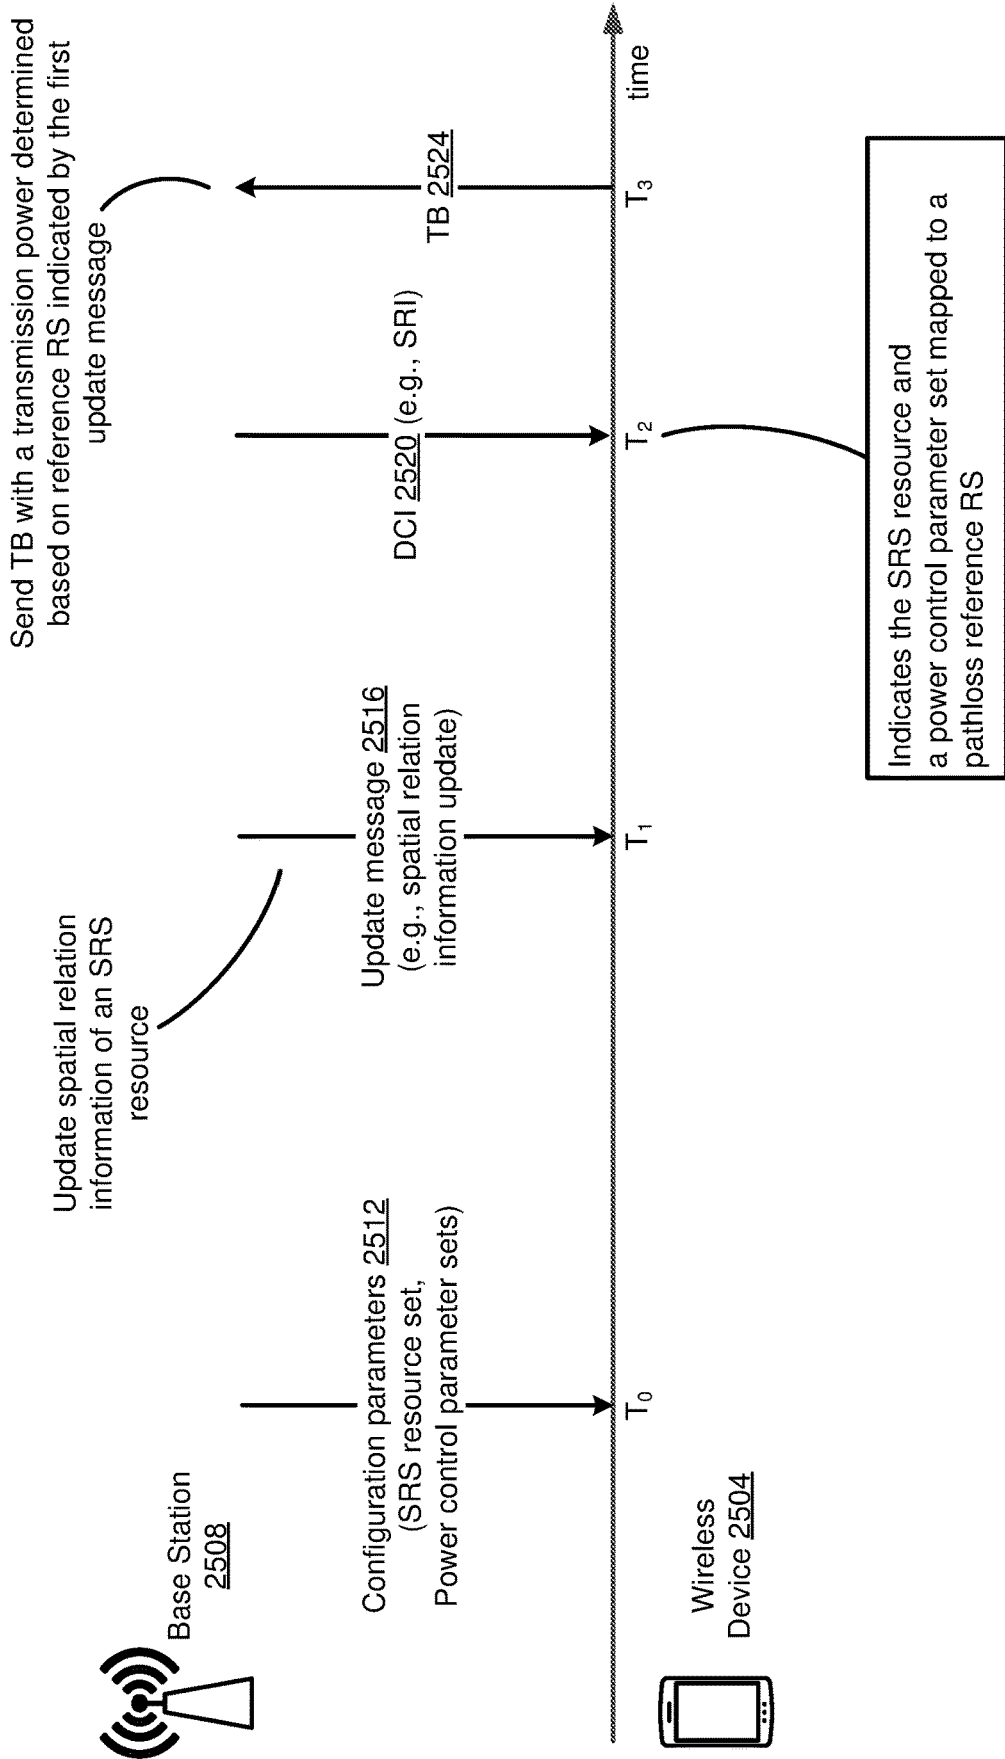 Base Station
2508
Wireless
Device 2504
Configuration parameters 2512
(SRS resource set,
Power control parameter sets)
T0
Update spatial relation
information of an SRS
resource
Update message 2516
(e.g., spatial relation
information update)
T1
DCI 2520 (e.g., SRI)
T2
Indicates the SRS resource and
a power control parameter set mapped to a
pathloss reference RS
Send TB with a transmission power determined
based on reference RS indicated by the first
update message
TB 2524
T3
time